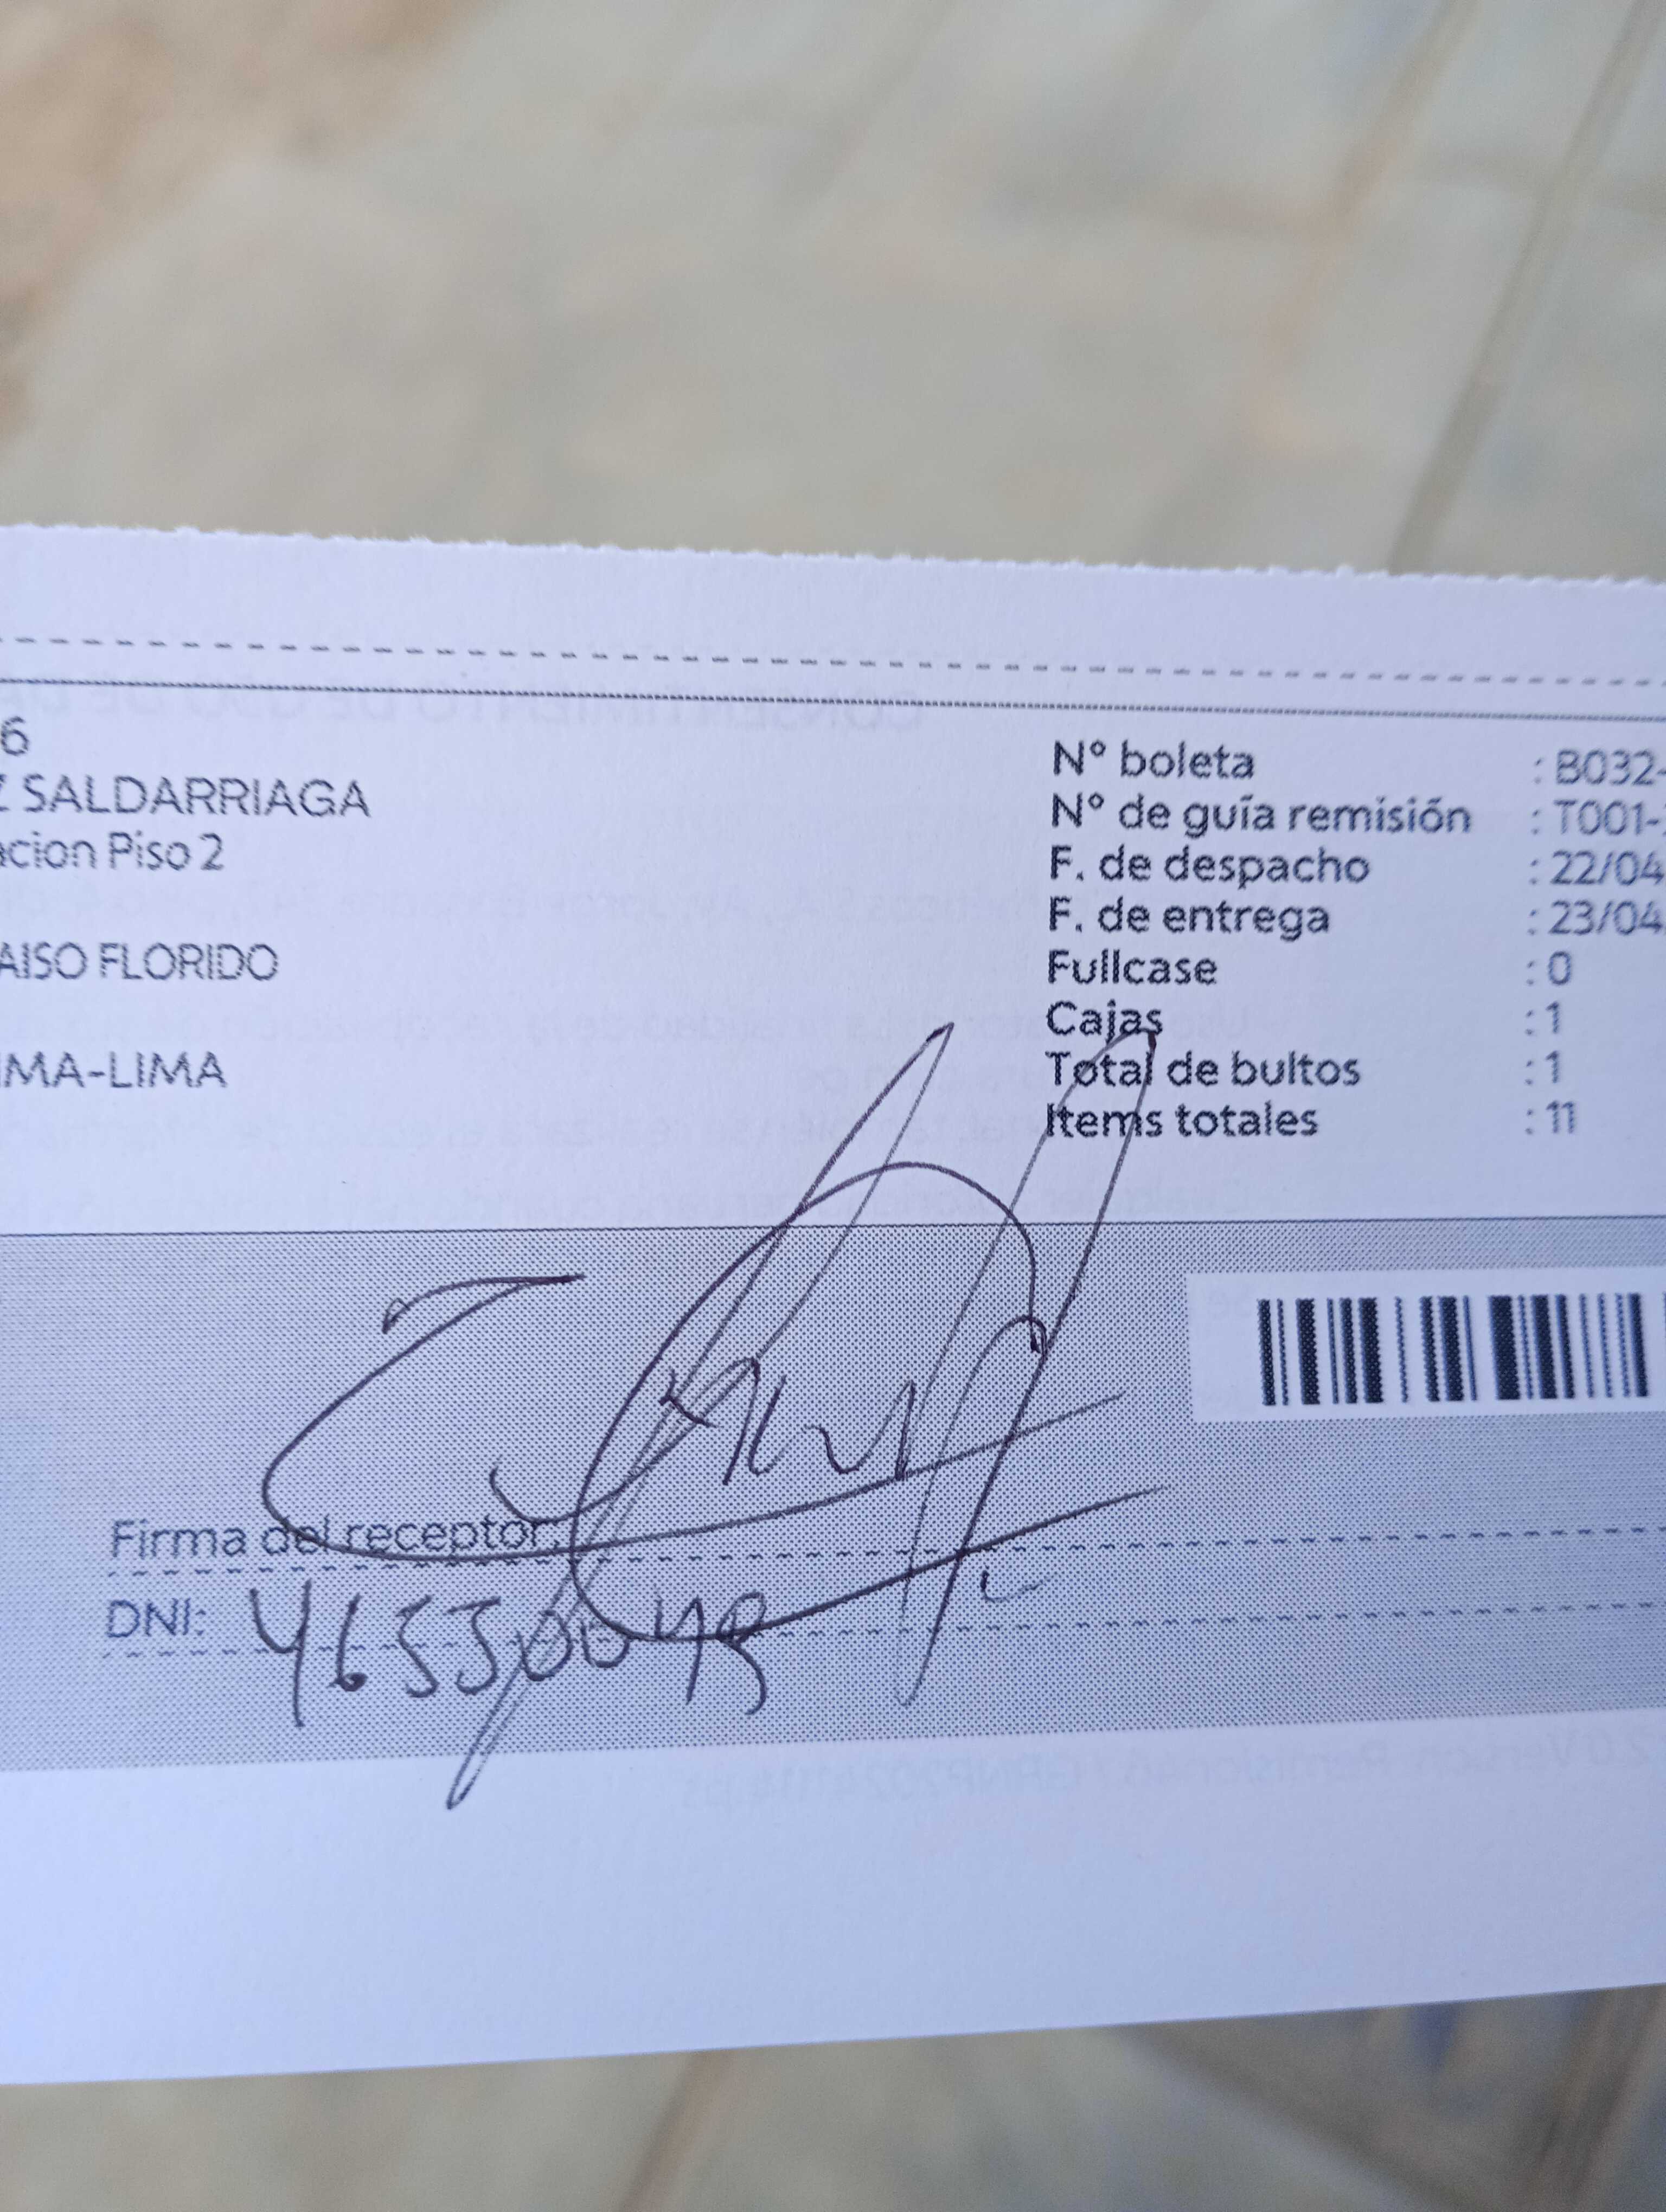 6
Z SALDARRIAGA
acion Piso 2
AISO FLORIDO
IMA-LIMA
Nº boleta : B032-
Nº de guía remisión : T001-
F. de despacho : 22/04
F. de entrega : 23/04
Fullcase : 0
Cajas : 1
Total de bultos : 1
Items totales : 11
Firma del receptor:
DNI: